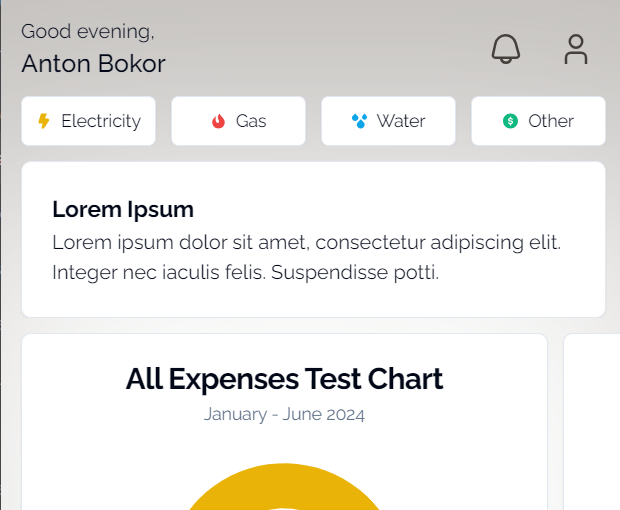 Good evening,
Anton Bokor
Electricity
Gas
Water
Other
Lorem Ipsum
Lorem ipsum dolor sit amet, consectetur adipiscing elit.
Integer nec iaculis felis. Suspendisse potti.
All Expenses Test Chart
January - June 2024